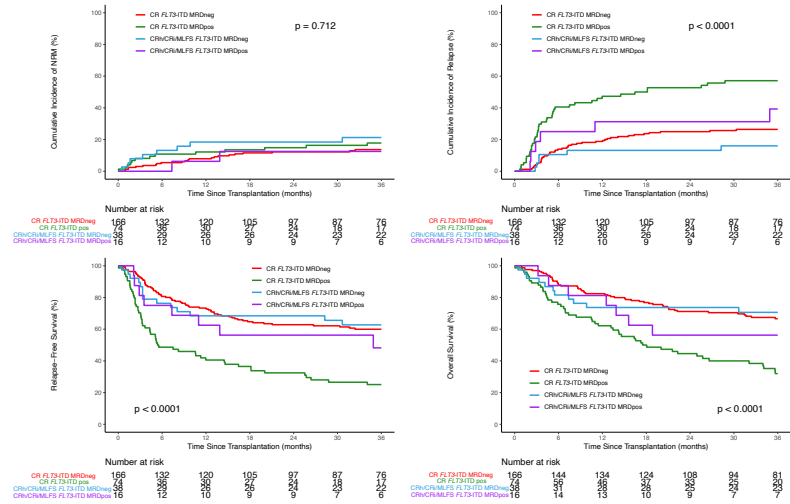 Cumulative Incidence of NRM (%)
100
80
60
40
20
0
CR FLT3-ITD MRDneg
CR FLT3-ITD MRDpos
CRh/CRi/MLFS FLT3-ITD MRDneg
CRh/CRi/MLFS FLT3-ITD MRDpos
p = 0.712
0 6 12 18 24 30 36
Time Since Transplantation (months)
Number at risk
CR FLT3-ITD MRDneg 166 132 120 105 97 87 76
CR FLT3-ITD pos 74 36 30 27 24 18 17
CRh/CRi/MLFS FLT3-ITD MRDneg 38 29 26 26 24 23 22
CRh/CRi/MLFS FLT3-ITD MRDpos 16 12 10 9 9 7 6
Cumulative Incidence of Relapse (%)
100
80
60
40
20
0
CR FLT3-ITD MRDneg
CR FLT3-ITD MRDpos
CRh/CRi/MLFS FLT3-ITD MRDneg
CRh/CRi/MLFS FLT3-ITD MRDpos
p < 0.0001
0 6 12 18 24 30 36
Time Since Transplantation (months)
Number at risk
CR FLT3-ITD MRDneg 166 132 120 105 97 87 76
CR FLT3-ITD pos 74 36 30 27 24 18 17
CRh/CRi/MLFS FLT3-ITD MRDneg 38 29 26 26 24 23 22
CRh/CRi/MLFS FLT3-ITD MRDpos 16 12 10 9 9 7 6
Relapse-Free Survival (%)
100
80
60
40
20
0
CR FLT3-ITD MRDneg
CR FLT3-ITD MRDpos
CRh/CRi/MLFS FLT3-ITD MRDneg
CRh/CRi/MLFS FLT3-ITD MRDpos
p < 0.0001
0 6 12 18 24 30 36
Time Since Transplantation (months)
Number at risk
CR FLT3-ITD MRDneg 166 132 120 105 97 87 76
CR FLT3-ITD pos 74 36 30 27 24 18 17
CRh/CRi/MLFS FLT3-ITD MRDneg 38 29 26 26 24 23 22
CRh/CRi/MLFS FLT3-ITD MRDpos 16 12 10 9 9 7 6
Overall Survival (%)
100
80
60
40
20
0
CR FLT3-ITD MRDneg
CR FLT3-ITD MRDpos
CRh/CRi/MLFS FLT3-ITD MRDneg
CRh/CRi/MLFS FLT3-ITD MRDpos
p < 0.0001
0 6 12 18 24 30 36
Time Since Transplantation (months)
Number at risk
CR FLT3-ITD MRDneg 166 144 134 124 108 94 81
CR FLT3-ITD pos 74 56 46 37 33 25 20
CRh/CRi/MLFS FLT3-ITD MRDneg 38 31 28 28 25 24 23
CRh/CRi/MLFS FLT3-ITD MRDpos 16 14 13 10 9 7 7